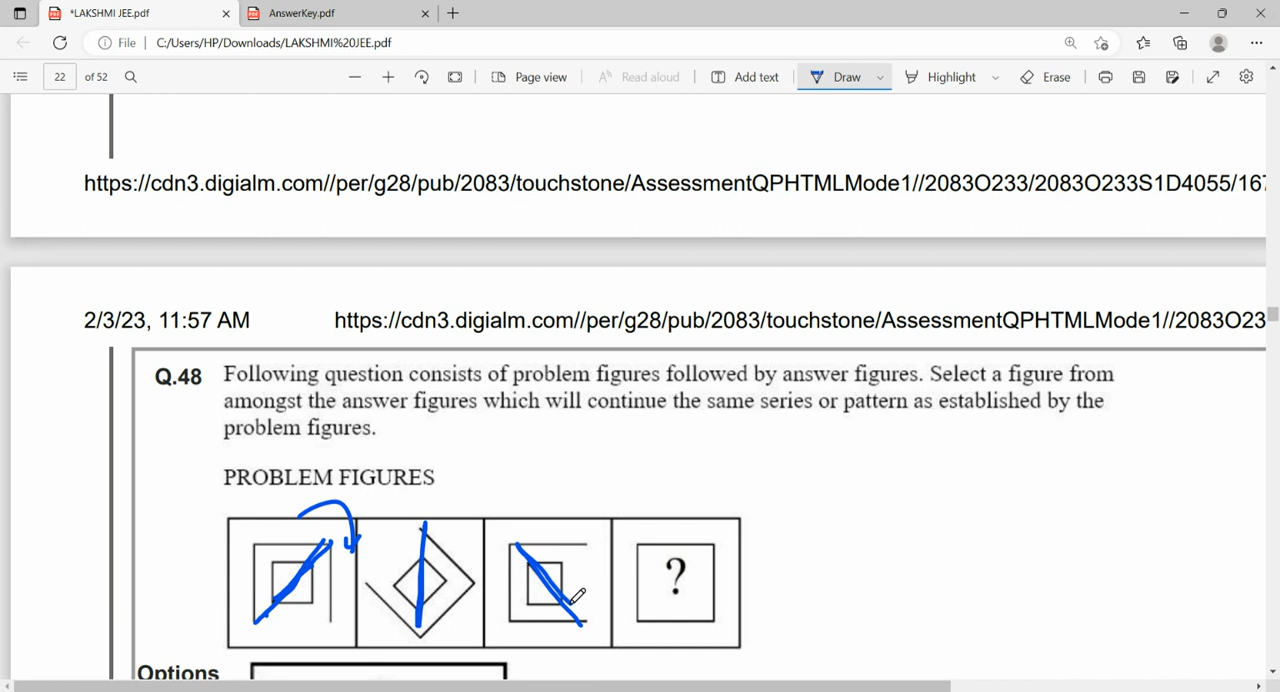 *LAKSHMI JEE.pdf
AnswerKey.pdf
File
C:/Users/HP/Downloads/LAKSHMI%20JEE.pdf
22 of 52
Page view
Read aloud
Add text
Draw
Highlight
Erase
https://cdn3.digialm.com//per/g28/pub/2083/touchstone/AssessmentQPHTMLMode1//2083O233/2083O233S1D4055/167
2/3/23, 11:57 AM
https://cdn3.digialm.com//per/g28/pub/2083/touchstone/AssessmentQPHTMLMode1//2083O23
Q.48 Following question consists of problem figures followed by answer figures. Select a figure from
amongst the answer figures which will continue the same series or pattern as established by the
problem figures.
PROBLEM FIGURES
?
Options